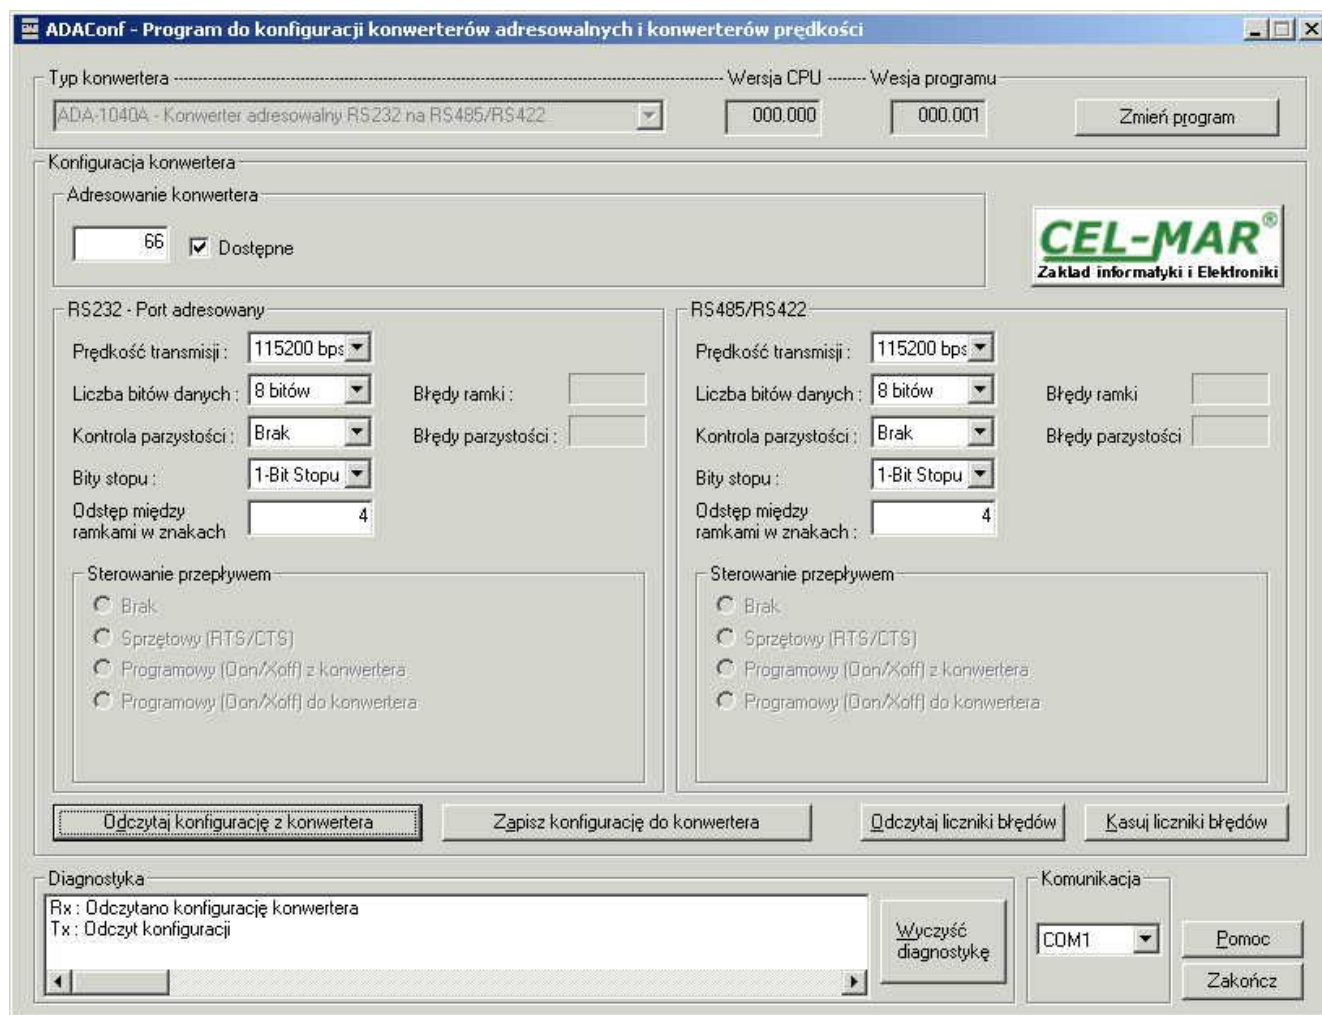 ADAConf - Program do konfiguracji konwerterów adresowalnych i konwerterów prędkości
Typ konwertera
Wersja CPU
Wesja programu
ADA-1040A - Konwerter adresowalny RS232 na RS485/RS422
000.000
000.001
Zmień program
Konfiguracja konwertera
Adresowanie konwertera
66
Dostępne
CEL-MAR®
Zakład informatyki i Elektroniki
RS232 - Port adresowany
Prędkość transmisji :
115200 bps
Liczba bitów danych :
8 bitów
Błędy ramki :
Kontrola parzystości :
Brak
Błędy parzystości :
Bity stopu :
1-Bit Stopu
Odstęp między
ramkami w znakach
4
Sterowanie przepływem
Brak
Sprzętowy (RTS/CTS)
Programowy (Oon/Xoff) z konwertera
Programowy (Oon/Xoff) do konwertera
RS485/RS422
Prędkość transmisji :
115200 bps
Liczba bitów danych :
8 bitów
Błędy ramki
Kontrola parzystości :
Brak
Błędy parzystości
Bity stopu :
1-Bit Stopu
Odstęp między
ramkami w znakach :
4
Sterowanie przepływem
Brak
Sprzętowy (RTS/CTS)
Programowy (Oon/Xoff) z konwertera
Programowy (Oon/Xoff) do konwertera
Odczytaj konfigurację z konwertera
Zapisz konfigurację do konwertera
Odczytaj liczniki błędów
Kasuj liczniki błędów
Diagnostyka
Rx : Odczytano konfigurację konwertera
Tx : Odczyt konfiguracji
Wyczyść
diagnostykę
Komunikacja
COM1
Pomoc
Zakończ